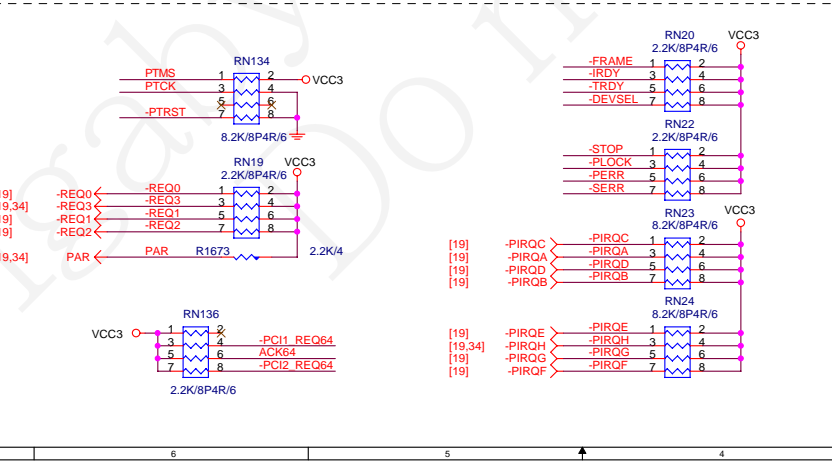 RN134
PTMS 1 2 VCC3
PTCK 3 4
5 6
-PTRST 7 8
8.2K/8P4R/6
RN19 VCC3
2.2K/8P4R/6
19] -REQ0 -REQ0 1 2
[19,34] -REQ3 -REQ3 3 4
19] -REQ1 -REQ1 5 6
19] -REQ2 -REQ2 7 8
19,34] PAR PAR R1673 2.2K/4
RN136
VCC3 1 2
3 4 -PCI1_REQ64
5 6 ACK64
7 8 -PCI2_REQ64
2.2K/8P4R/6
RN20 VCC3
2.2K/8P4R/6
-FRAME 1 2
-IRDY 3 4
-TRDY 5 6
-DEVSEL 7 8
RN22
2.2K/8P4R/6
-STOP 1 2
-PLOCK 3 4
-PERR 5 6
-SERR 7 8
RN23 VCC3
8.2K/8P4R/6
[19] -PIRQC -PIRQC 1 2
[19] -PIRQA -PIRQA 3 4
[19] -PIRQD -PIRQD 5 6
[19] -PIRQB -PIRQB 7 8
RN24
8.2K/8P4R/6
[19] -PIRQE -PIRQE 1 2
[19,34] -PIRQH -PIRQH 3 4
[19] -PIRQG -PIRQG 5 6
[19] -PIRQF -PIRQF 7 8
6 5 4